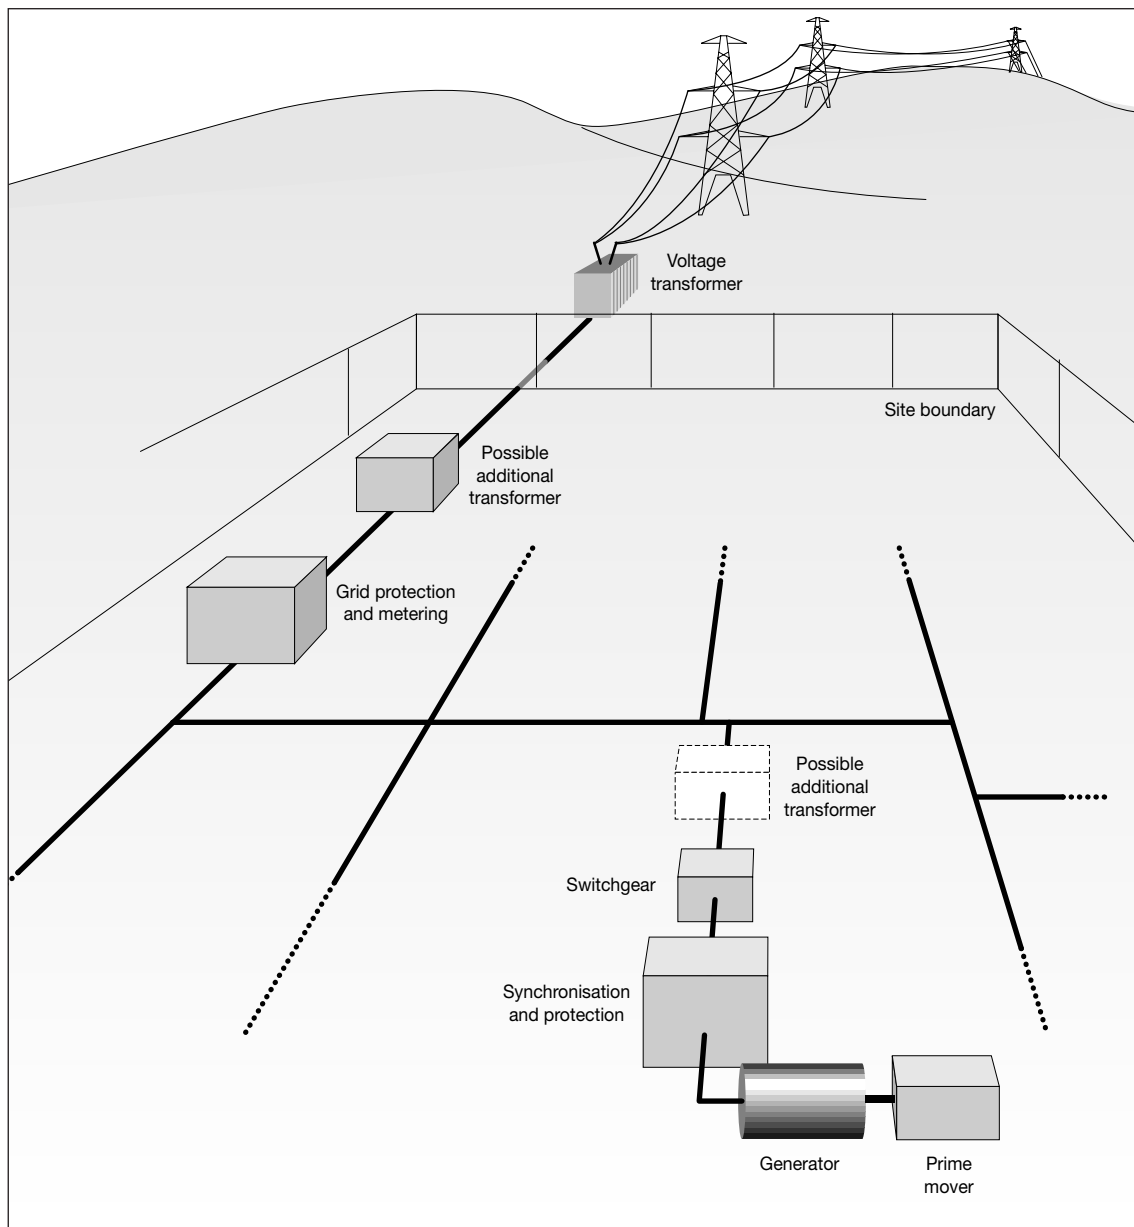 Voltage
transformer
Site boundary
Possible
additional
transformer
Grid protection
and metering
Possible
additional
transformer
Switchgear
Synchronisation
and protection
Generator
Prime
mover